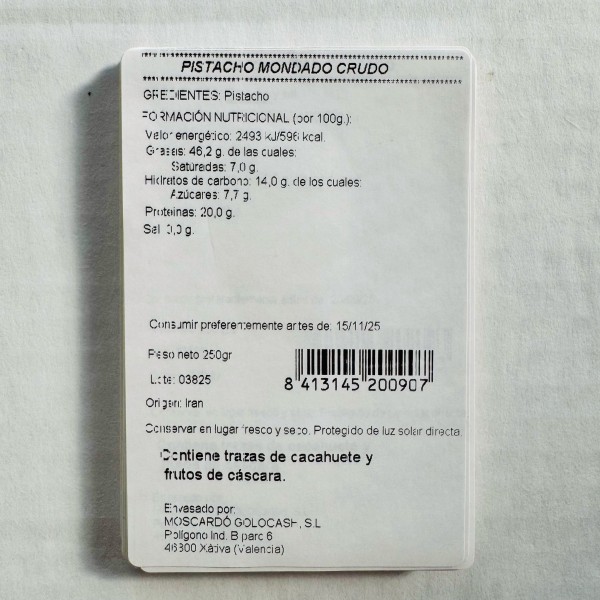 PISTACHO MONDADO CRUDO
GREDIENTES: Pistacho
FORMACIÓN NUTRICIONAL (por 100g.):
Valor energético: 2493 kJ/596 kcal.
Grasas: 46,2 g. de las cuales:
Saturadas: 7,0 g.
Hidratos de carbono: 14,0 g. de los cuales:
Azúcares: 7,7 g.
Proteinas: 20,0 g.
Sal: 0,0 g.
Consumir preferentemente antes de: 15/11/25
Peso neto 250gr
8 413145 200907
Lote: 03825
Origen: Iran
Conservar en lugar fresco y seco. Protegido de luz solar directa.
Contiene trazas de cacahuete y
frutos de cáscara.
Envasado por:
MOSCARDÓ GOLOCASH, S.L
Polígono Ind. B parc 6
46800 Xàtiva (Valencia)